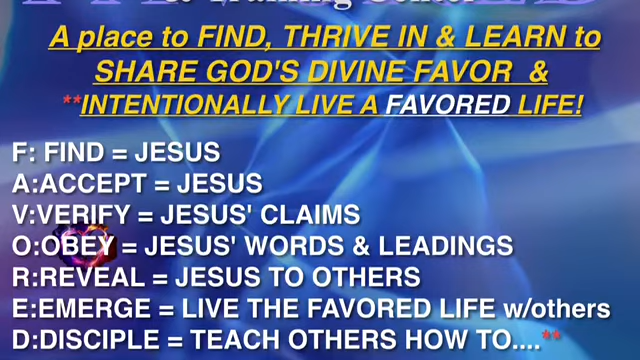 & Training Center
A place to FIND, THRIVE IN & LEARN to
SHARE GOD'S DIVINE FAVOR &
**INTENTIONALLY LIVE A FAVORED LIFE!
F: FIND = JESUS
A:ACCEPT = JESUS
V:VERIFY = JESUS' CLAIMS
O:OBEY = JESUS' WORDS & LEADINGS
R:REVEAL = JESUS TO OTHERS
E:EMERGE = LIVE THE FAVORED LIFE w/others
D:DISCIPLE = TEACH OTHERS HOW TO....**